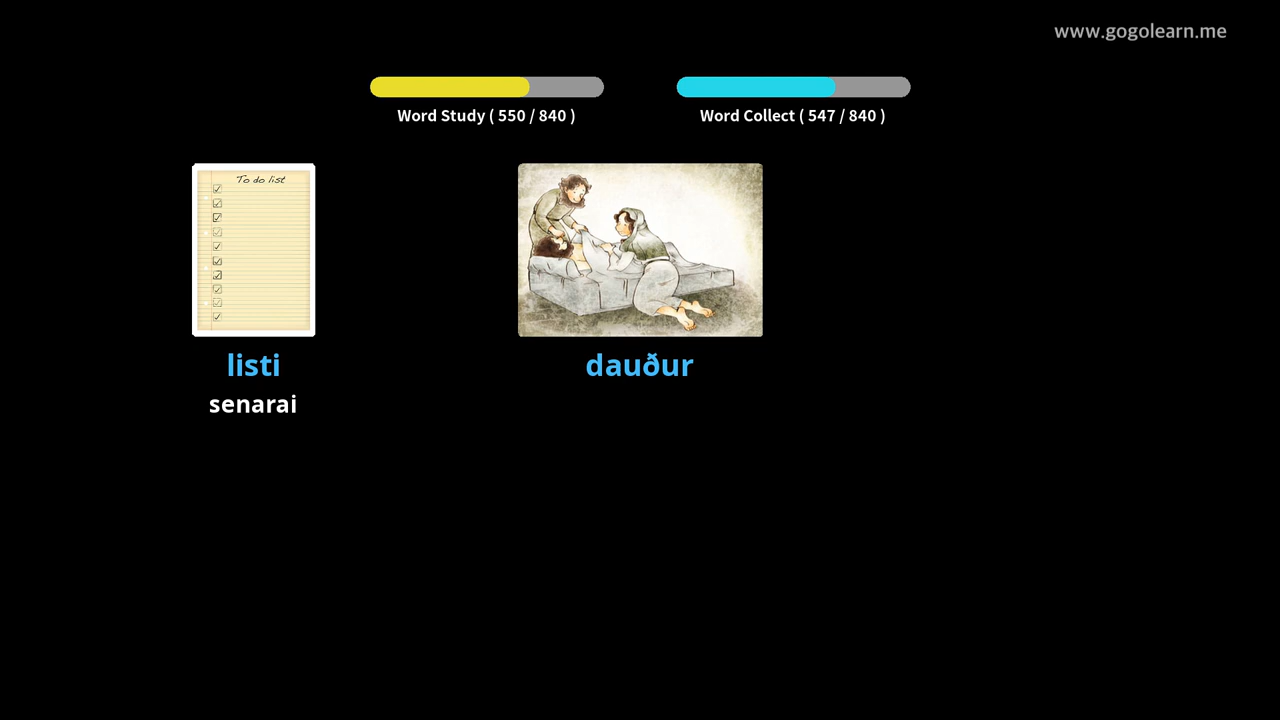 www.gogolearn.me
Word Study ( 550 / 840 )
Word Collect ( 547 / 840 )
To do list
listi
dauður
senarai